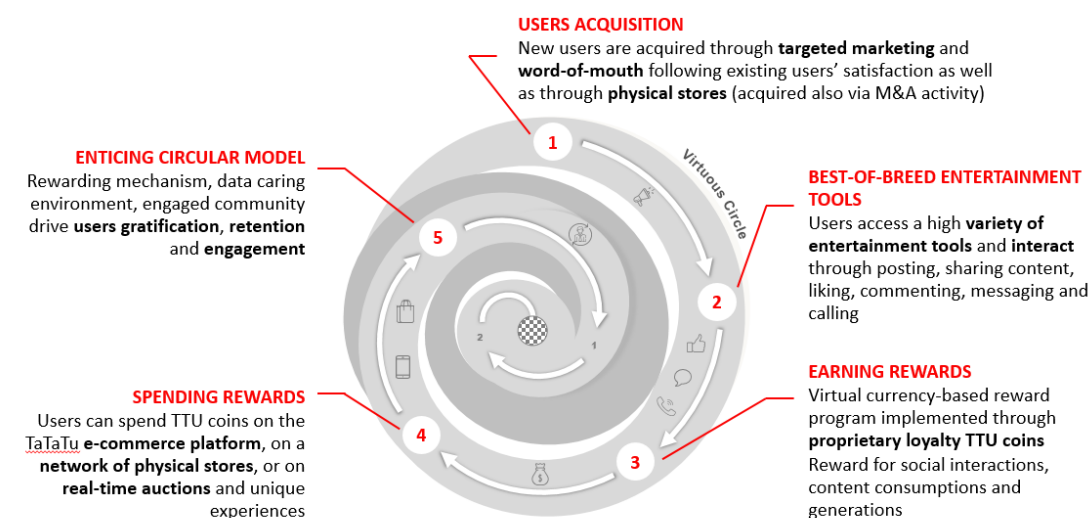 USERS ACQUISITION
New users are acquired through targeted marketing and
word-of-mouth following existing users’ satisfaction as well
as through physical stores (acquired also via M&A activity)
1
Virtuous Circle
ENTICING CIRCULAR MODEL
Rewarding mechanism, data caring
environment, engaged community
drive users gratification, retention
and engagement
5
BEST-OF-BREED ENTERTAINMENT
TOOLS
Users access a high variety of
entertainment tools and interact
through posting, sharing content,
liking, commenting, messaging and
calling
2
2
1
SPENDING REWARDS
Users can spend TTU coins on the
TaTaTu e-commerce platform, on a
network of physical stores, or on
real-time auctions and unique
experiences
4
$
3
EARNING REWARDS
Virtual currency-based reward
program implemented through
proprietary loyalty TTU coins
Reward for social interactions,
content consumptions and
generations